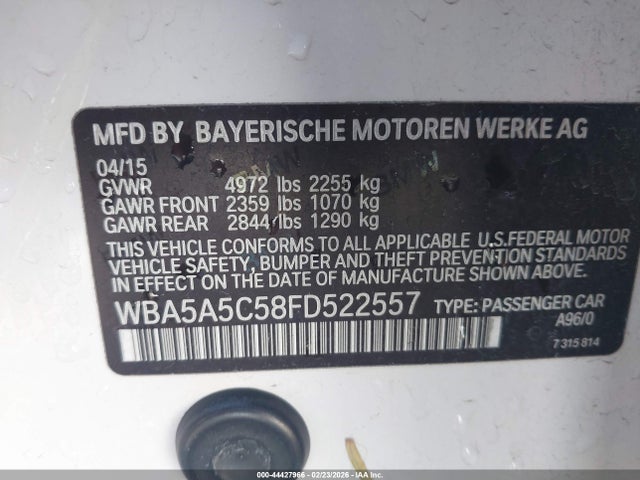 MFD BY BAYERISCHE MOTOREN WERKE AG
04/15
GVWR 4972 lbs 2255 kg
GAWR FRONT 2359 lbs 1070 kg
GAWR REAR 2844 lbs 1290 kg
THIS VEHICLE CONFORMS TO ALL APPLICABLE U.S.FEDERAL MOTOR
VEHICLE SAFETY, BUMPER AND THEFT PREVENTION STANDARDS
IN EFFECT ON THE DATE OF MANUFACTURE SHOWN ABOVE.
WBA5A5C58FD522557 TYPE: PASSENGER CAR
A96/0
7 315 814
000-44427966 - 02/23/2026 - IAAI.COM